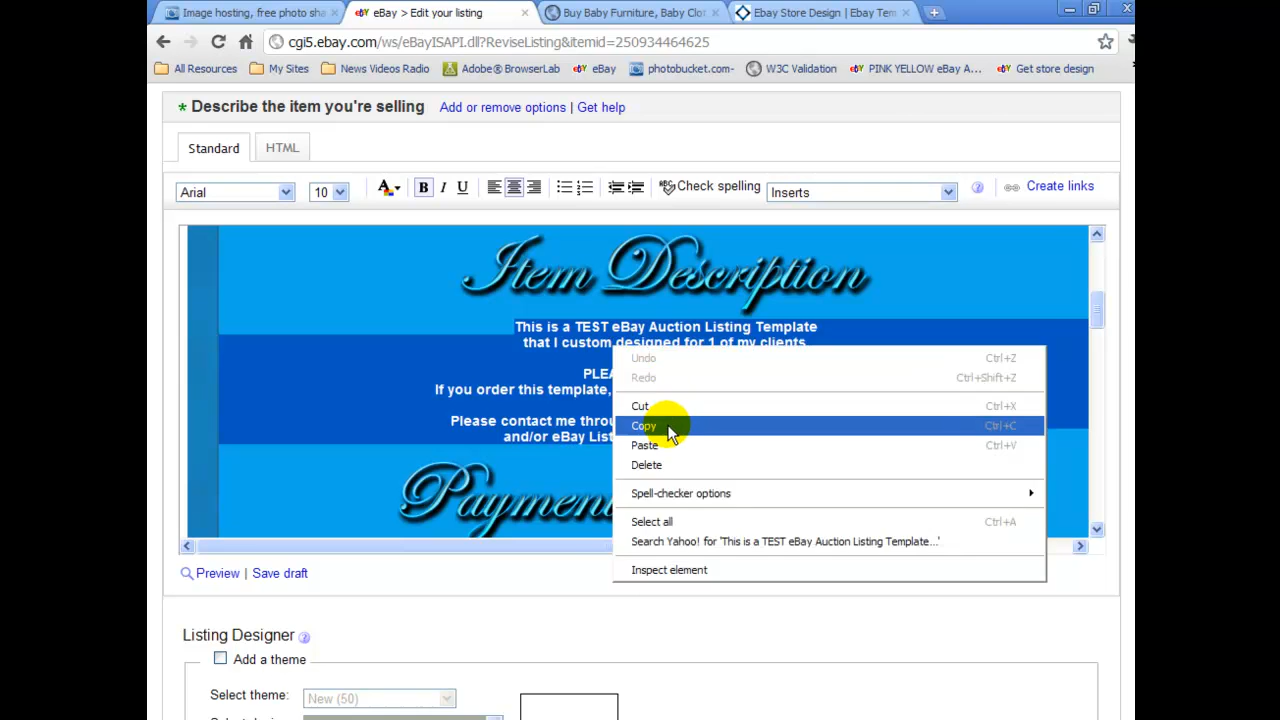 Image hosting, free photo sha
eBay > Edit your listing
Buy Baby Furniture, Baby Clot
Ebay Store Design | Ebay Tem
cgi5.ebay.com/ws/eBayISAPI.dll?ReviseListing&itemid=250934464625
All Resources My Sites News Videos Radio Adobe® BrowserLab eBay photobucket.com- W3C Validation PINK YELLOW eBay A... Get store design
* Describe the item you're selling Add or remove options | Get help
Standard HTML
Arial 10 A B I U Check spelling Inserts Create links
Item Description
This is a TEST eBay Auction Listing Template
that I custom designed for 1 of my clients
PLEA
If you order this template,
Please contact me throu
and/or eBay List
Payment
Undo Ctrl+Z
Redo Ctrl+Shift+Z
Cut Ctrl+X
Copy Ctrl+C
Paste Ctrl+V
Delete
Spell-checker options
Select all Ctrl+A
Search Yahoo! for 'This is a TEST eBay Auction Listing Template...'
Inspect element
Preview | Save draft
Listing Designer
Add a theme
Select theme: New (50)